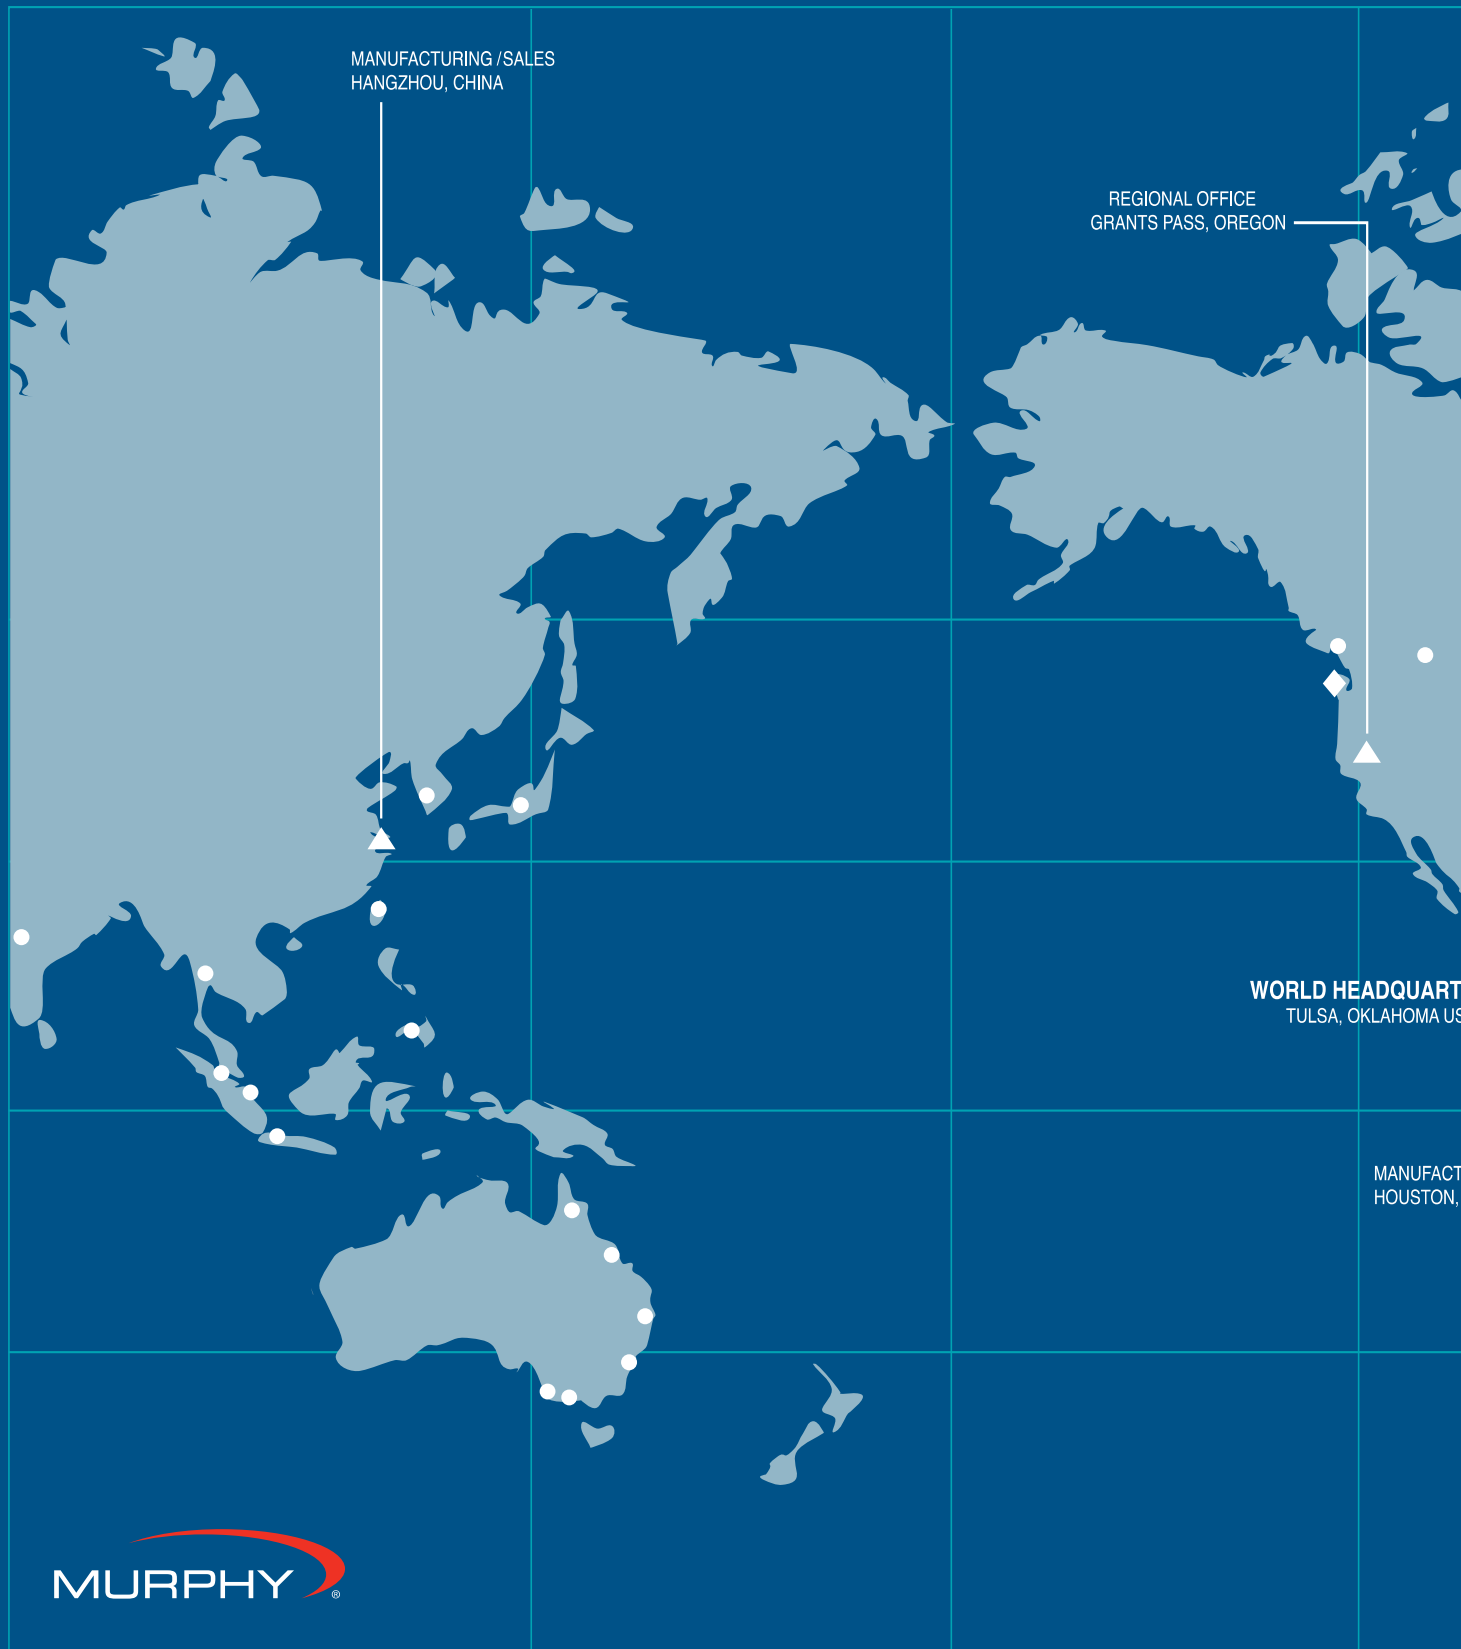 MANUFACTURING / SALES
HANGZHOU, CHINA
REGIONAL OFFICE
GRANTS PASS, OREGON
WORLD HEADQUART
TULSA, OKLAHOMA US
MANUFACT
HOUSTON,
MURPHY®